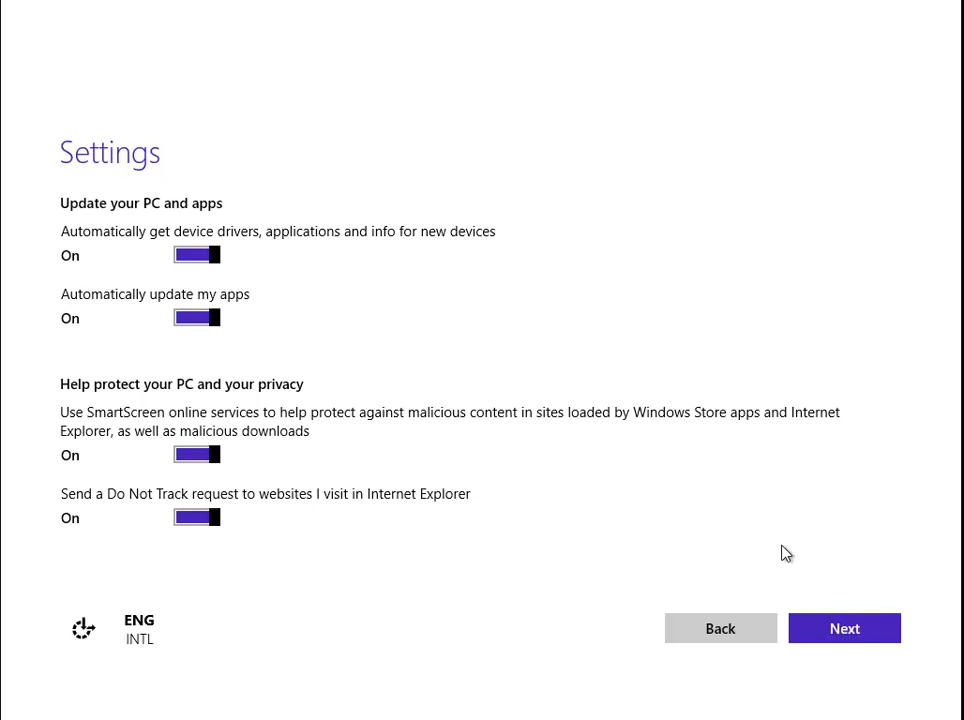 Settings
Update your PC and apps
Automatically get device drivers, applications and info for new devices
On
Automatically update my apps
On
Help protect your PC and your privacy
Use SmartScreen online services to help protect against malicious content in sites loaded by Windows Store apps and Internet
Explorer, as well as malicious downloads
On
Send a Do Not Track request to websites I visit in Internet Explorer
On
ENG
INTL
Back
Next